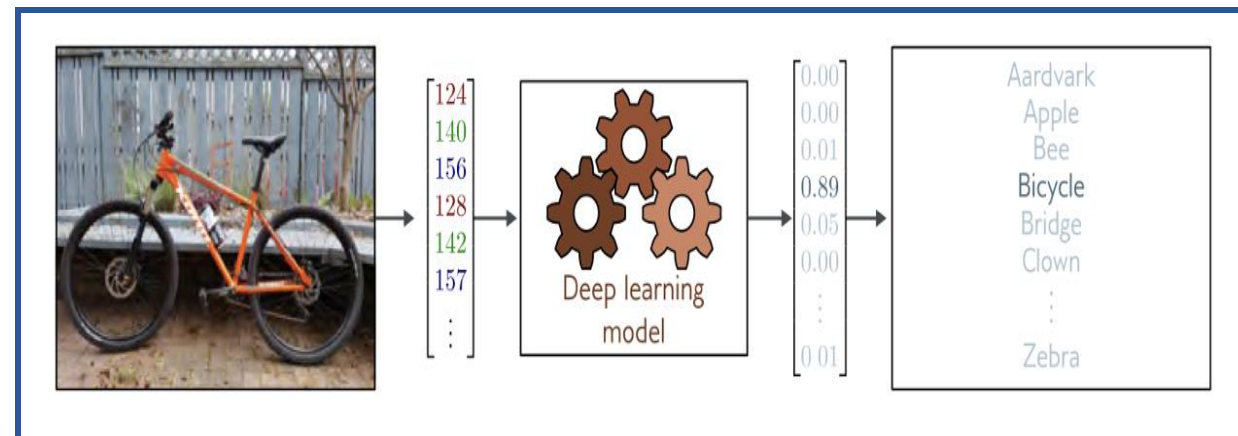 124
140
156
128
142
157
⋮
Deep learning
model
0.00
0.00
0.01
0.89
0.05
0.00
⋮
0 01
Aardvark
Apple
Bee
Bicycle
Bridge
Clown
⋮
Zebra